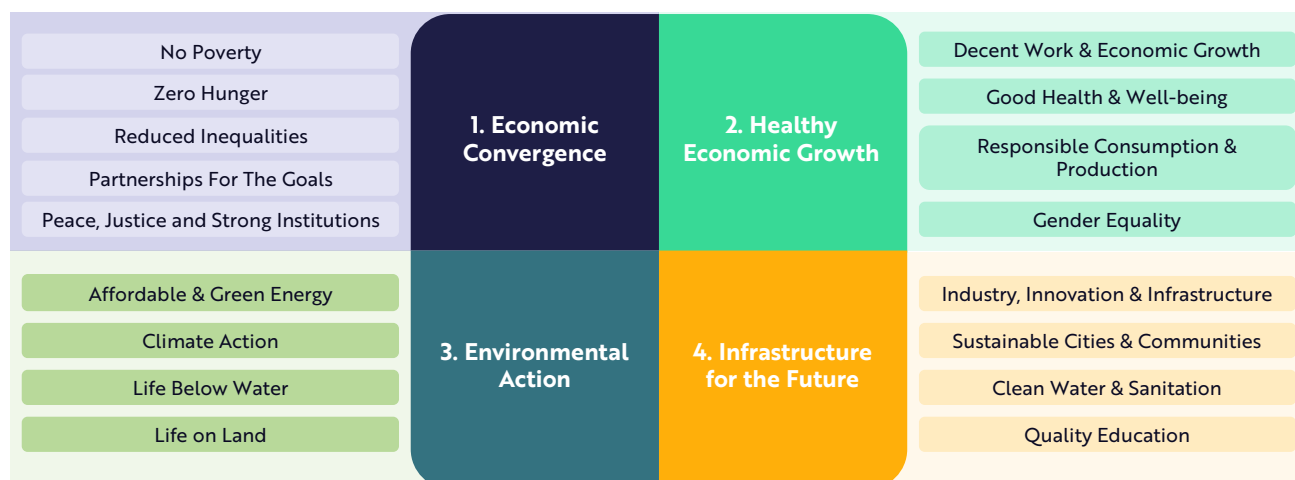 No Poverty
Zero Hunger
Reduced Inequalities
Partnerships For The Goals
Peace, Justice and Strong Institutions
1. Economic
Convergence
2. Healthy
Economic Growth
Decent Work & Economic Growth
Good Health & Well-being
Responsible Consumption &
Production
Gender Equality
Affordable & Green Energy
Climate Action
Life Below Water
Life on Land
3. Environmental
Action
4. Infrastructure
for the Future
Industry, Innovation & Infrastructure
Sustainable Cities & Communities
Clean Water & Sanitation
Quality Education